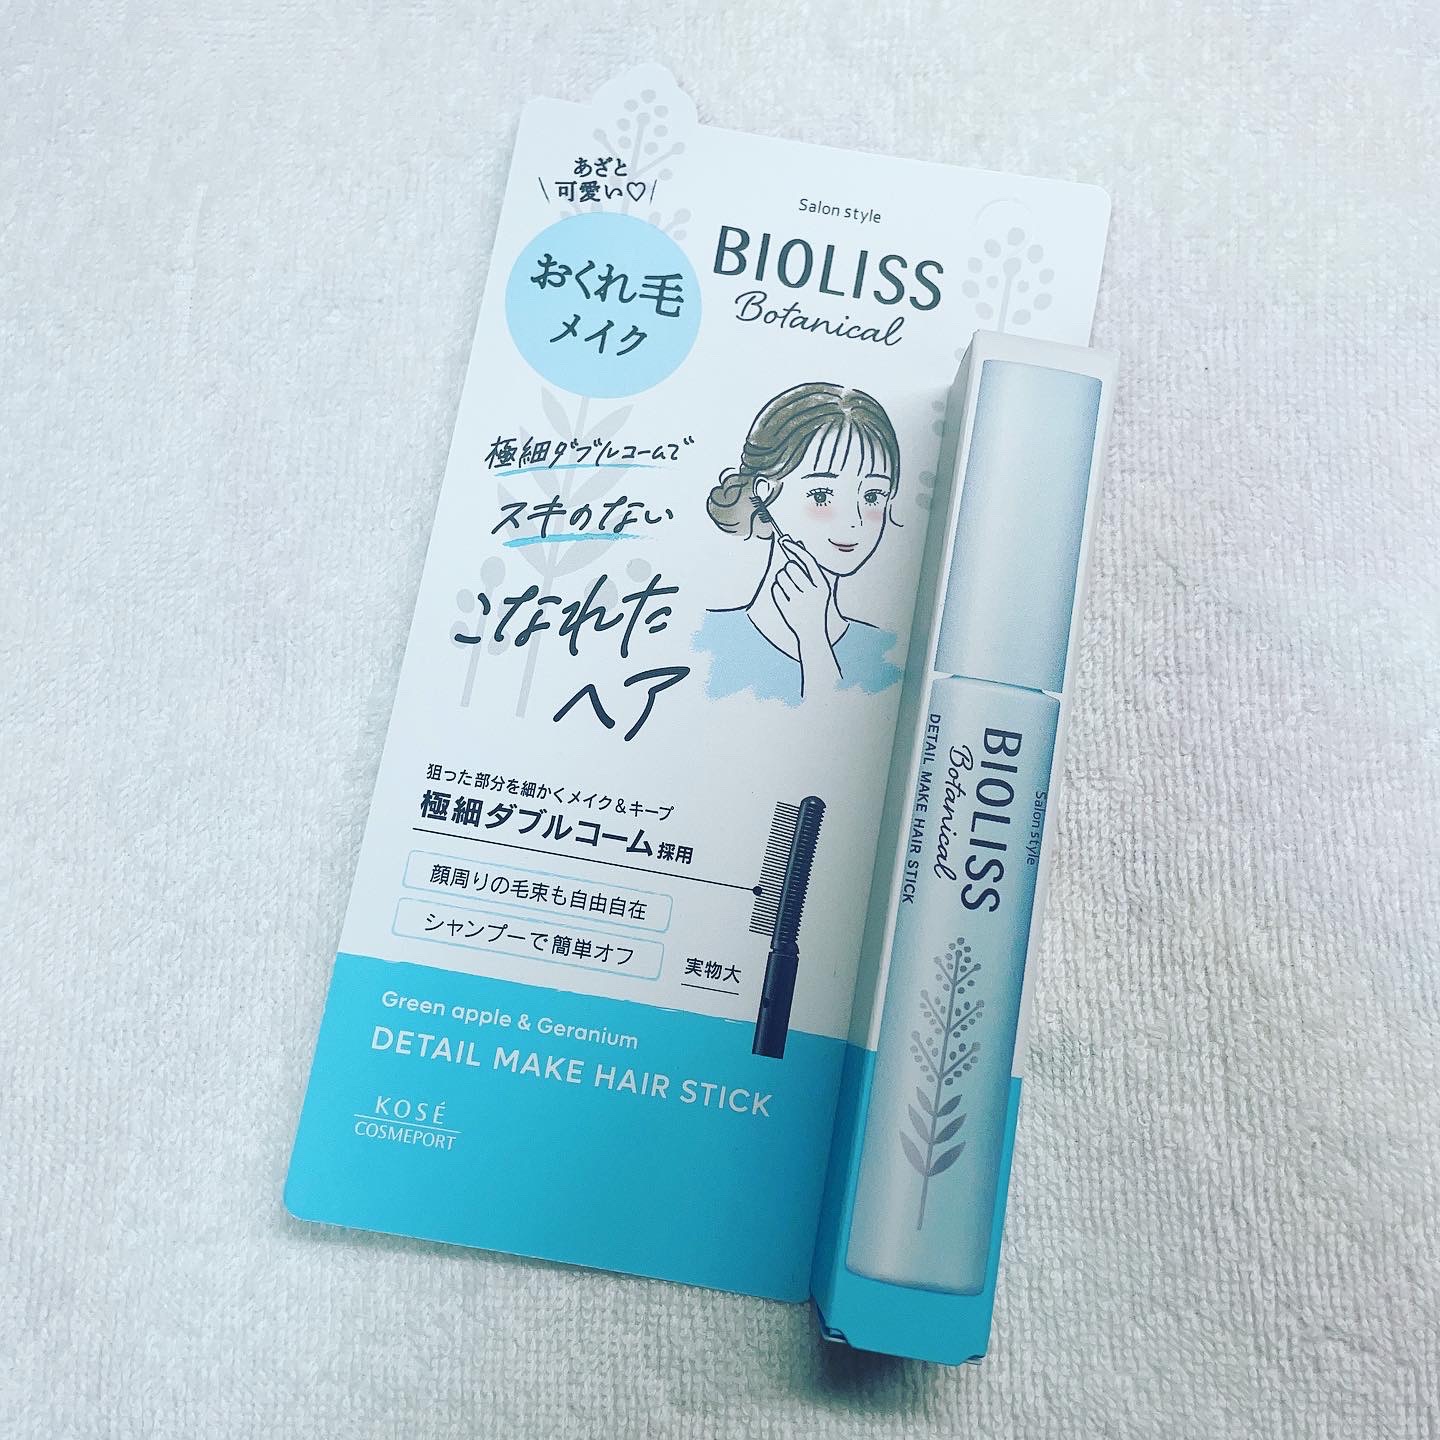 あざと
可愛い♡
おくれ毛
メイク
Salon style
BIOLISS
Botanical
極細ダブルコームで
スキのない
こなれた
ヘア
狙った部分を細かくメイク&キープ
極細ダブルコーム採用
顔周りの毛束も自由自在
シャンプーで簡単オフ
実物大
Green apple & Geranium
DETAIL MAKE HAIR STICK
KOSÉ
COSMEPORT
Salon style
BIOLISS
Botanical
DETAIL MAKE HAIR STICK